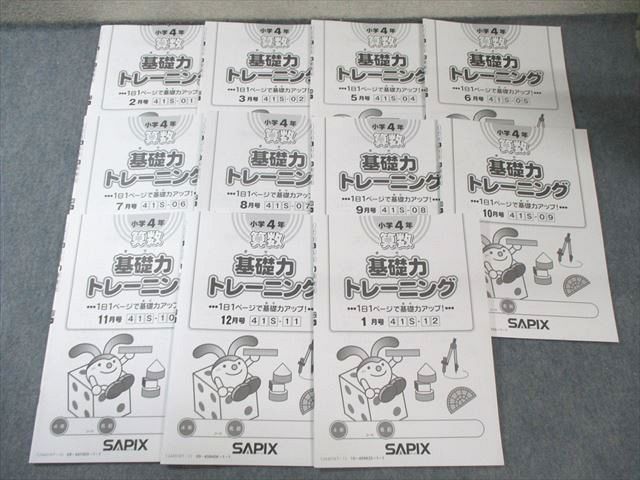 小学4年
算数
基礎力
トレーニング
1日1ページで基礎力アップ!
2月号 41S-01
小学4年
算数
基礎力
トレーニング
1日1ページで基礎力アップ!
3月号 41S-02
小学4年
算数
基礎力
トレーニング
1日1ページで基礎力アップ!
5月号 41S-04
小学4年
算数
基礎力
トレーニング
1日1ページで基礎力アップ!
6月号 41S-05
小学4年
算数
基礎力
トレーニング
1日1ページで基礎力アップ!
7月号 41S-06
小学4年
算数
基礎力
トレーニング
1日1ページで基礎力アップ!
8月号 41S-07
小学4年
算数
基礎力
トレーニング
1日1ページで基礎力アップ!
9月号 41S-08
小学4年
算数
基礎力
トレーニング
1日1ページで基礎力アップ!
10月号 41S-09
SAPIX
小学4年
算数
基礎力
トレーニング
1日1ページで基礎力アップ!
11月号 41S-10
SAPIX
小学4年
算数
基礎力
トレーニング
1日1ページで基礎力アップ!
12月号 41S-11
SAPIX
小学4年
算数
基礎力
トレーニング
1日1ページで基礎力アップ!
1月号 41S-12
SAPIX